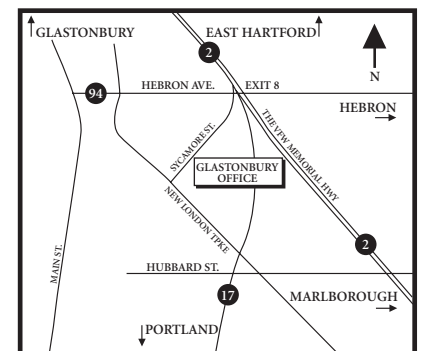 GLASTONBURY
EAST HARTFORD
2
N
94
HEBRON AVE.
EXIT 8
HEBRON
SYCAMORE ST.
THE VFW MEMORIAL HWY
GLASTONBURY
OFFICE
NEW LONDON TPKE
MAIN ST.
2
HUBBARD ST.
17
MARLBOROUGH
PORTLAND